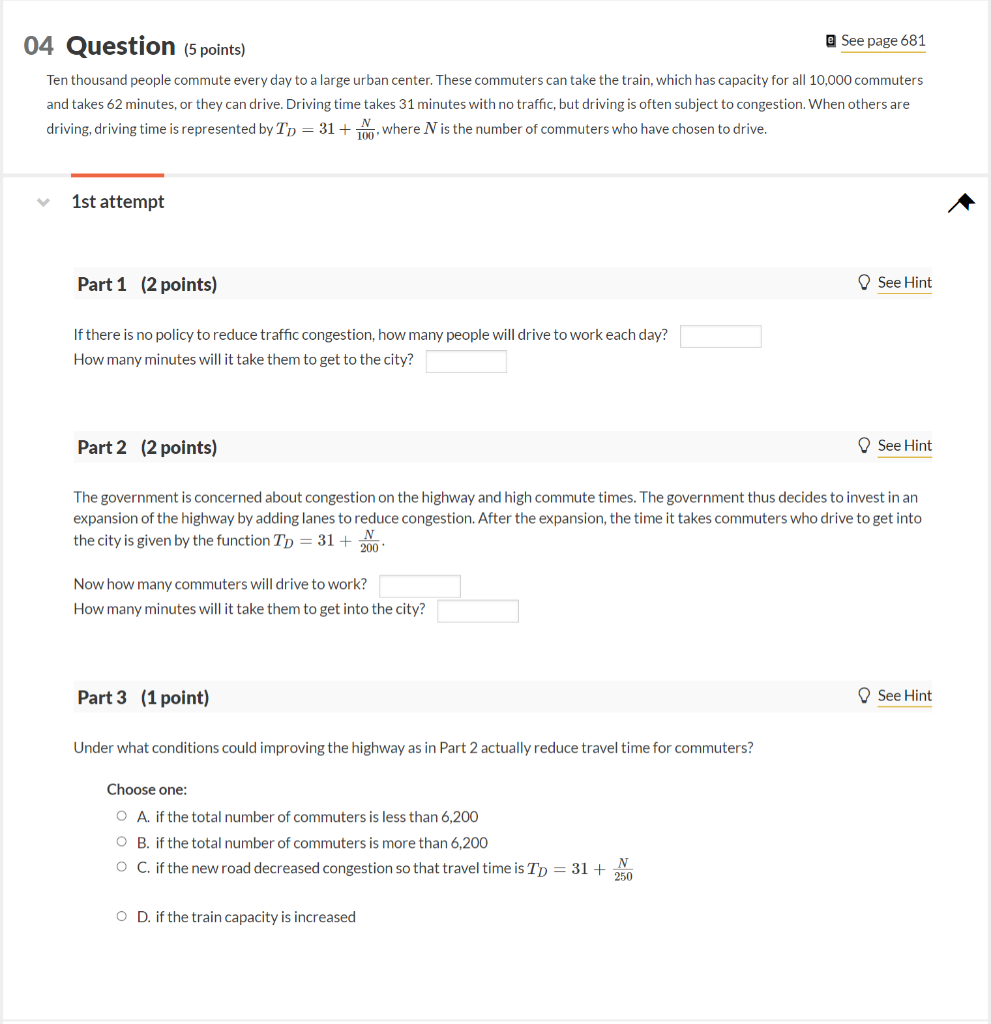 04 Question (5 points)
See page 681
Ten thousand people commute every day to a large urban center. These commuters can take the train, which has capacity for all 10,000 commuters
and takes 62 minutes, or they can drive. Driving time takes 31 minutes with no traffic, but driving is often subject to congestion. When others are
driving, driving time is represented by T_D = 31 + N/100, where N is the number of commuters who have chosen to drive.
1st attempt
Part 1 (2 points)
See Hint
If there is no policy to reduce traffic congestion, how many people will drive to work each day?
How many minutes will it take them to get to the city?
Part 2 (2 points)
See Hint
The government is concerned about congestion on the highway and high commute times. The government thus decides to invest in an
expansion of the highway by adding lanes to reduce congestion. After the expansion, the time it takes commuters who drive to get into
the city is given by the function T_D = 31 + N/200.
Now how many commuters will drive to work?
How many minutes will it take them to get into the city?
Part 3 (1 point)
See Hint
Under what conditions could improving the highway as in Part 2 actually reduce travel time for commuters?
Choose one:
A. if the total number of commuters is less than 6,200
B. if the total number of commuters is more than 6,200
C. if the new road decreased congestion so that travel time is T_D = 31 + N/250
D. if the train capacity is increased